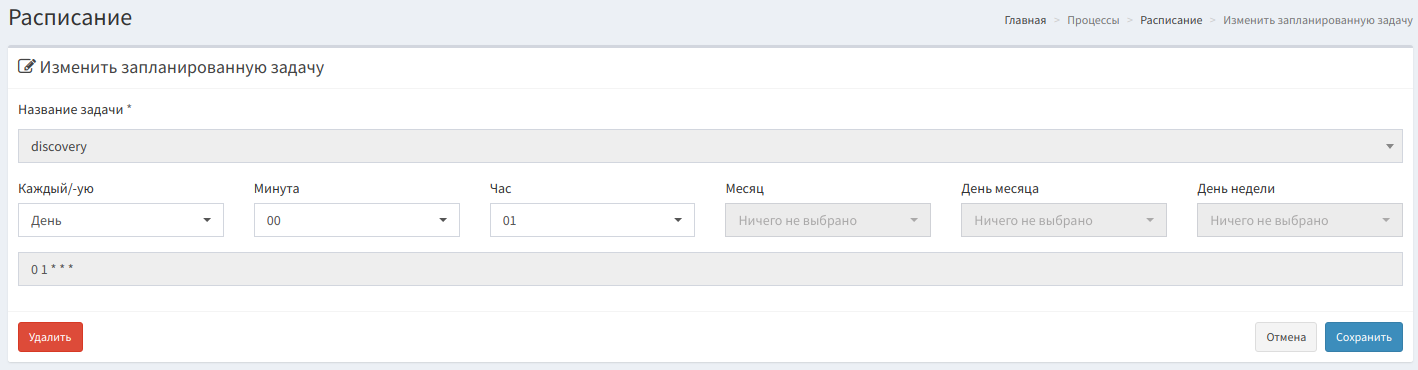 Расписание
Главная > Процессы > Расписание > Изменить запланированную задачу
Изменить запланированную задачу
Название задачи *
discovery
Каждый/-ую Минута Час Месяц День месяца День недели
День 00 01 Ничего не выбрано Ничего не выбрано Ничего не выбрано
0 1 * * *
Удалить Отмена Сохранить